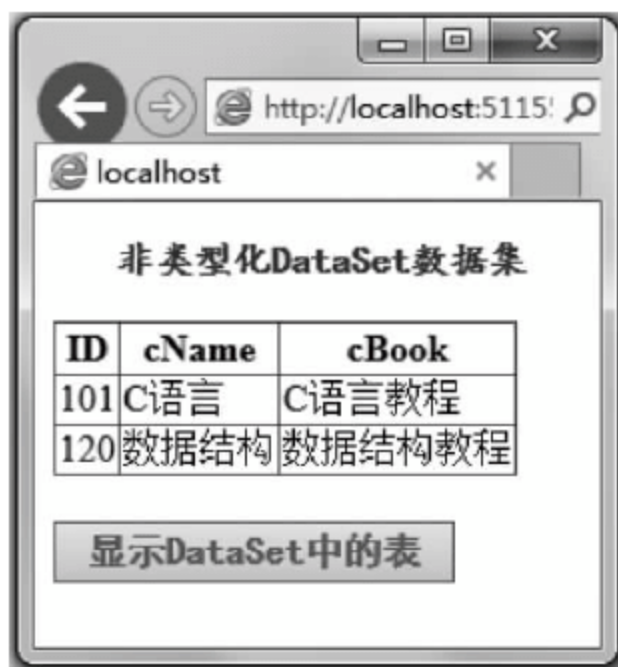 http://localhost:5115
localhost
非类型化DataSet数据集
ID cName cBook
101 C语言 C语言教程
120 数据结构 数据结构教程
显示DataSet中的表